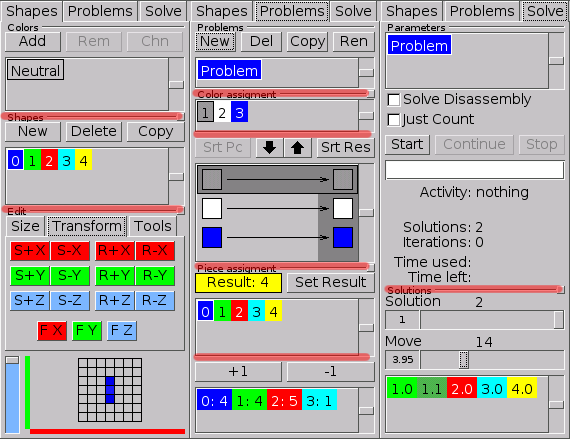 Shapes Problems Solve
Colors
Add Rem Chn
Neutral
Shapes
New Delete Copy
0 1 2 3 4
Edit
Size Transform Tools
S+X S-X R+X R-X
S+Y S-Y R+Y R-Y
S+Z S-Z R+Z R-Z
F X F Y F Z
Shapes Problems Solve
Problems
New Del Copy Ren
Problem
Color assigment
1 2 3
Srt Pc Srt Res
Piece assigment
Result: 4 Set Result
0 1 2 3 4
+1 -1
0: 4 1: 4 2: 5 3: 1
Shapes Problems Solve
Parameters
Problem
Solve Disassembly
Just Count
Start Continue Stop
Activity: nothing
Solutions: 2
Iterations: 0
Time used:
Time left:
Solutions
Solution 2
1
Move 14
3.95
1.0 1.1 2.0 3.0 4.0